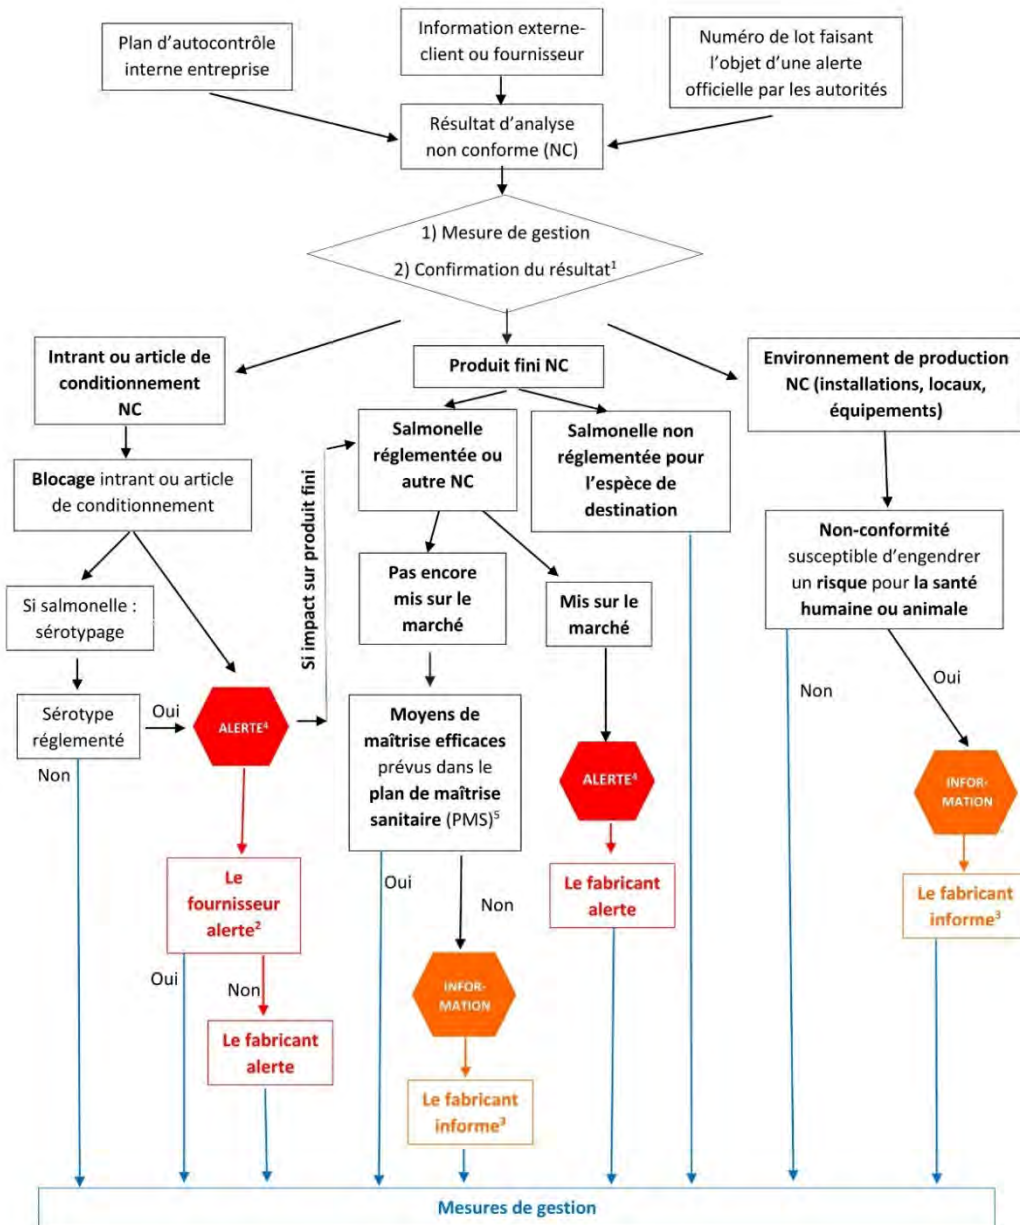 Plan d'autocontrôle
interne entreprise
Information externe-
client ou fournisseur
Numéro de lot faisant
l'objet d'une alerte
officielle par les autorités
Résultat d'analyse
non conforme (NC)
1) Mesure de gestion
2) Confirmation du résultat¹
Intrant ou article de
conditionnement
NC
Produit fini NC
Environnement de production
NC (installations, locaux,
équipements)
Blocage intrant ou article
de conditionnement
Si impact sur produit fini
Salmonelle
réglementée ou
autre NC
Salmonelle non
réglementée pour
l'espèce de
destination
Non-conformité
susceptible d'engendrer
un risque pour la santé
humaine ou animale
Si salmonelle :
sérotypage
Pas encore
mis sur le
marché
Mis sur le
marché
Sérotype
réglementé
Oui
Non
ALERTE⁴
Moyens de
maîtrise efficaces
prévus dans le
plan de maîtrise
sanitaire (PMS)⁵
ALERTE⁴
Non
Oui
INFOR-
MATION
Le
fournisseur
alerte²
Oui
Non
Le fabricant
alerte
Le fabricant
informe³
Oui
Non
INFOR-
MATION
Le fabricant
alerte
Le fabricant
informe³
Mesures de gestion